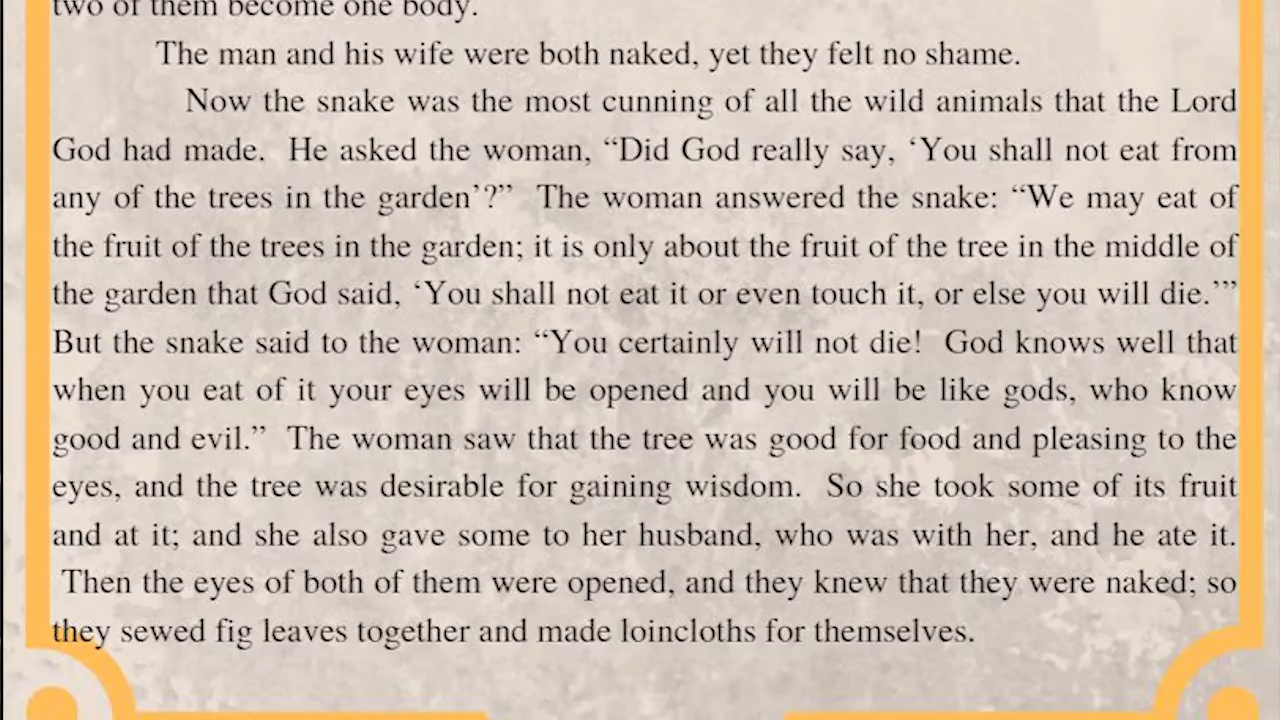 two of them become one body.
The man and his wife were both naked, yet they felt no shame.
Now the snake was the most cunning of all the wild animals that the Lord
God had made. He asked the woman, “Did God really say, ‘You shall not eat from
any of the trees in the garden’?” The woman answered the snake: “We may eat of
the fruit of the trees in the garden; it is only about the fruit of the tree in the middle of
the garden that God said, ‘You shall not eat it or even touch it, or else you will die.’”
But the snake said to the woman: “You certainly will not die! God knows well that
when you eat of it your eyes will be opened and you will be like gods, who know
good and evil.” The woman saw that the tree was good for food and pleasing to the
eyes, and the tree was desirable for gaining wisdom. So she took some of its fruit
and at it; and she also gave some to her husband, who was with her, and he ate it.
Then the eyes of both of them were opened, and they knew that they were naked; so
they sewed fig leaves together and made loincloths for themselves.